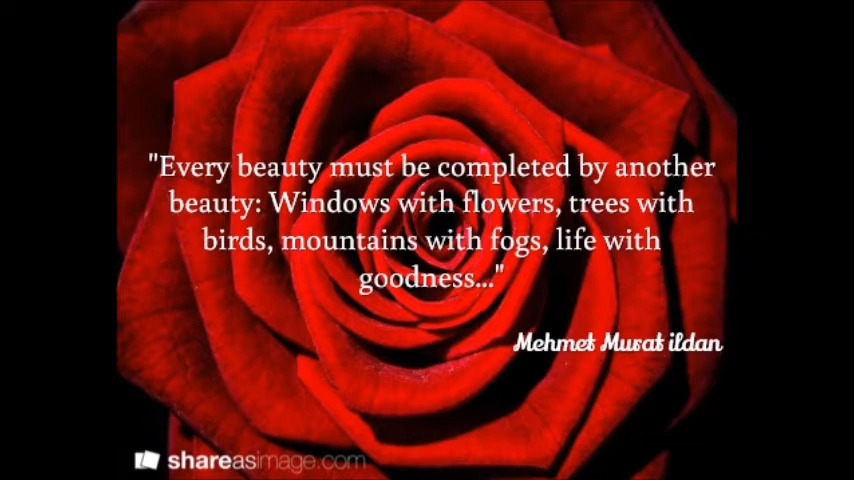 "Every beauty must be completed by another
beauty: Windows with flowers, trees with
birds, mountains with fogs, life with
goodness..."
Mehmet Murat ildan
shareasimage.com